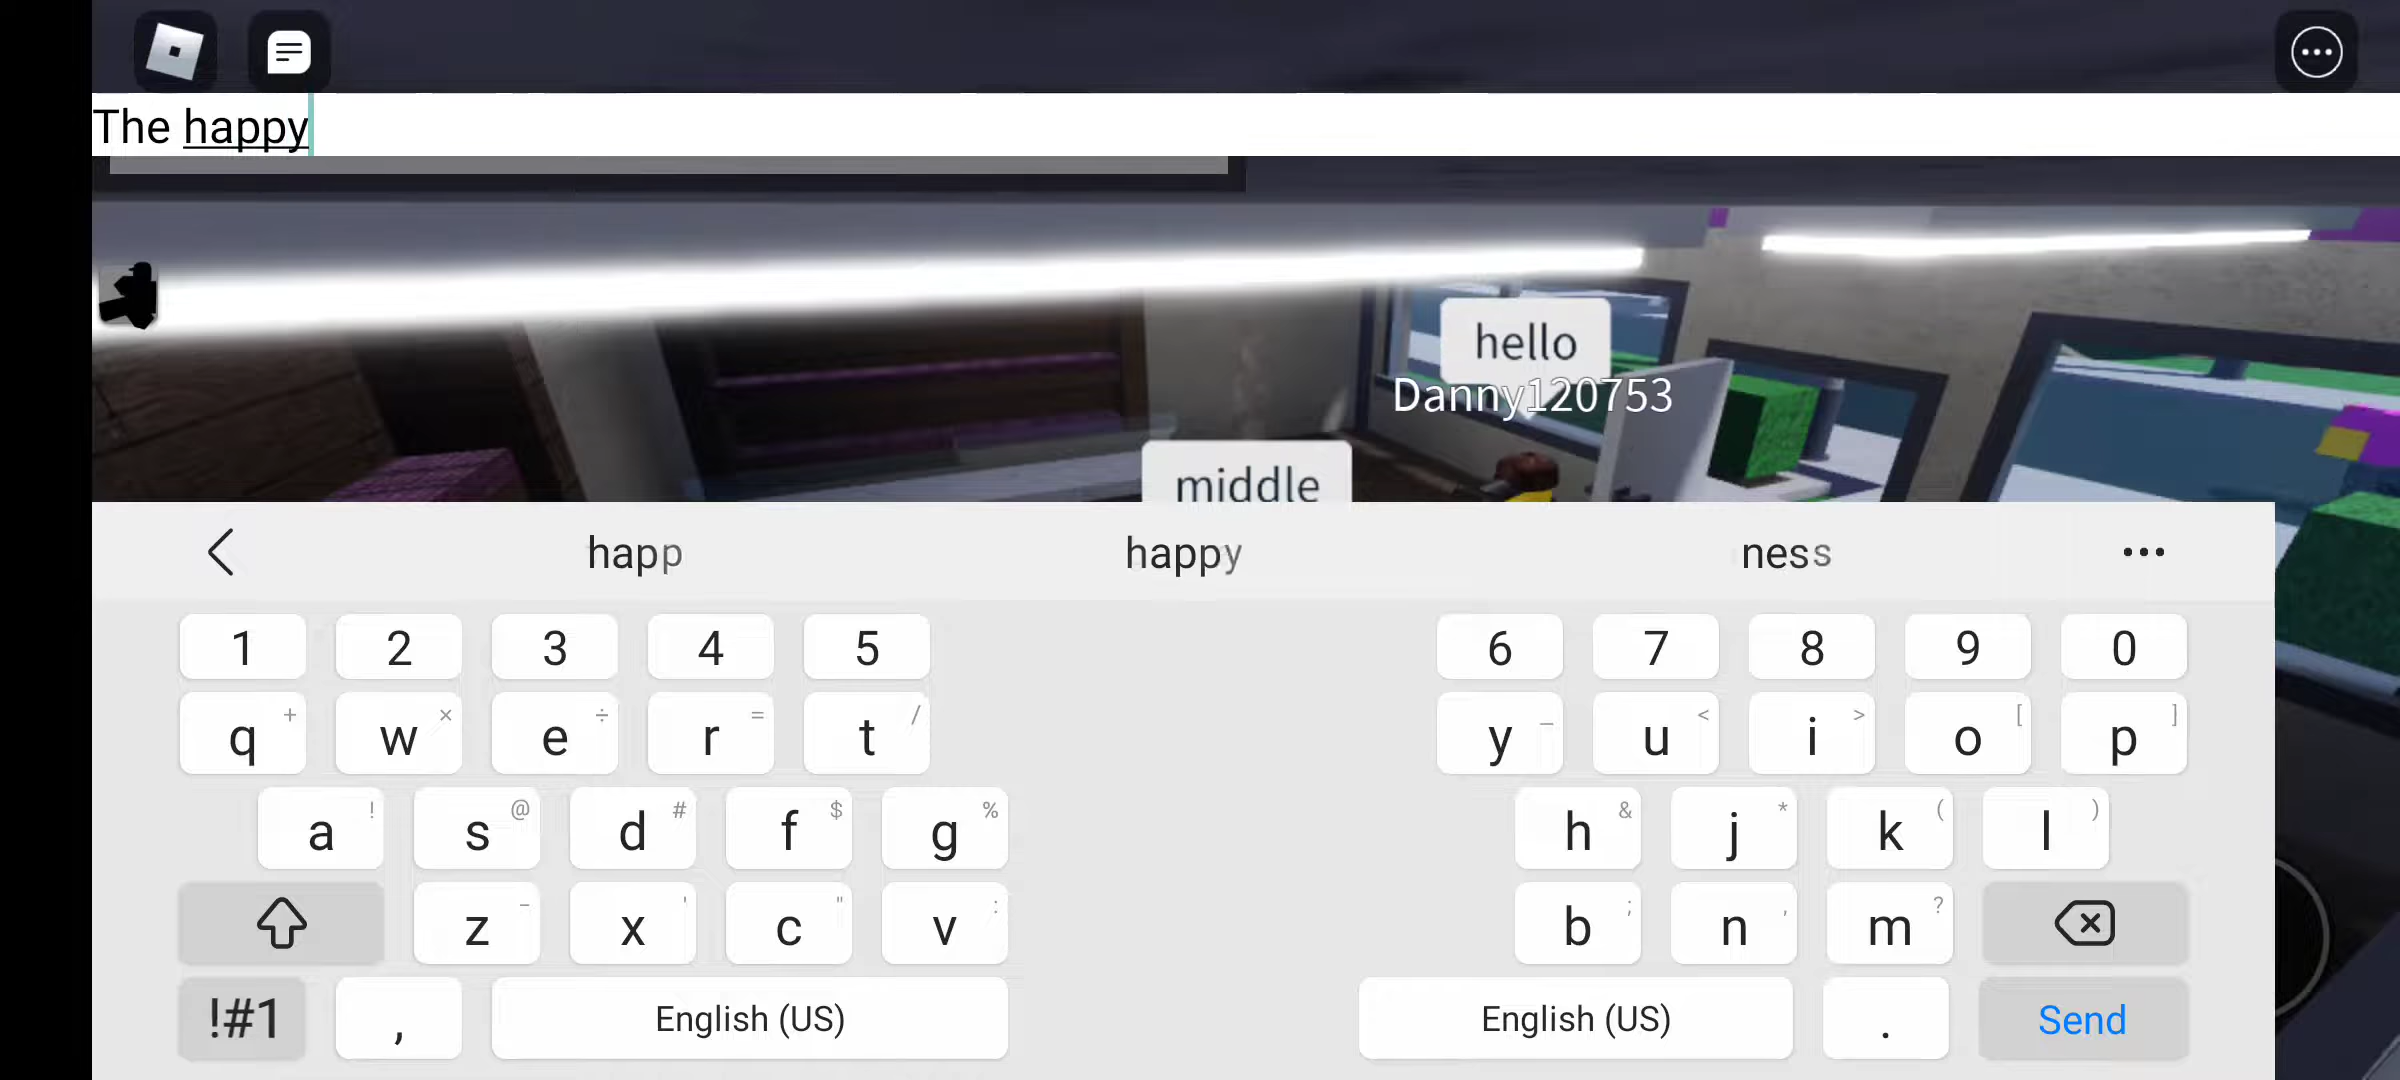 The happy
hello
Danny120753
middle
happ happy ness
1 2 3 4 5 6 7 8 9 0
+ × ÷ = / _ < > [ ]
q w e r t y u i o p
! @ # $ % & * ( )
a s d f g h j k l
- ' " : ; , ?
z x c v b n m
!#1 , English (US) English (US) . Send